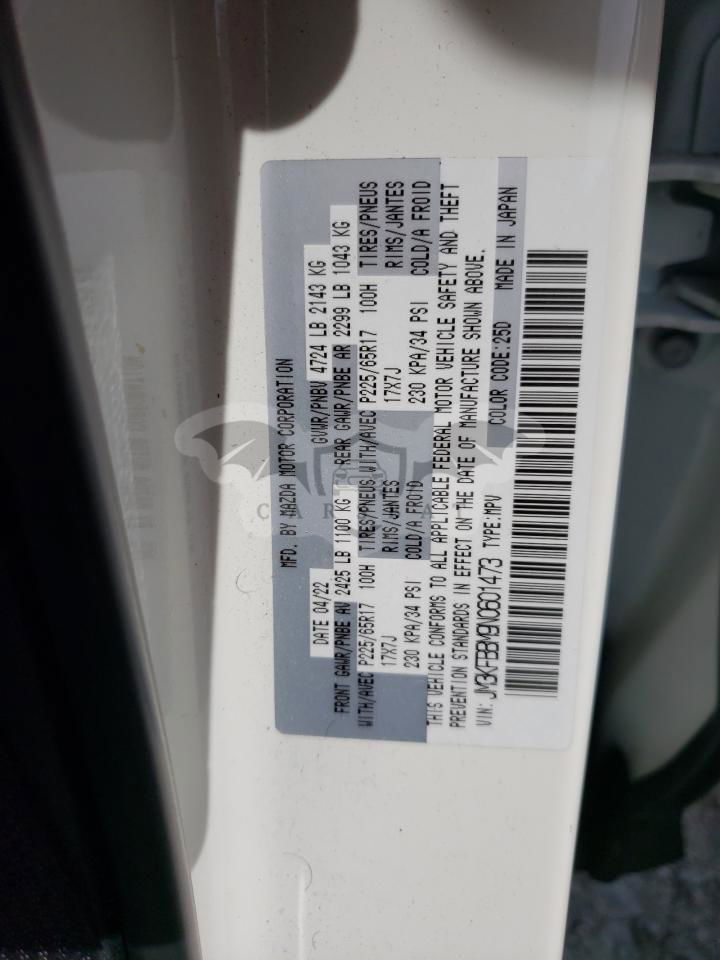 MFD. BY MAZDA MOTOR CORPORATION
DATE 04/22 GVWR/PNBV 4724 LB 2143 KG
FRONT GAWR/PNBE AV 2425 LB 1100 KG REAR GAWR/PNBE AR 2299 LB 1043 KG
WITH/AVEC P225/65R17 100H TIRES/PNEUS WITH/AVEC P225/65R17 100H TIRES/PNEUS
17X7J RIMS/JANTES 17X7J RIMS/JANTES
230 KPA/34 PSI COLD/A FROID 230 KPA/34 PSI COLD/A FROID
THIS VEHICLE CONFORMS TO ALL APPLICABLE FEDERAL MOTOR VEHICLE SAFETY AND THEFT
PREVENTION STANDARDS IN EFFECT ON THE DATE OF MANUFACTURE SHOWN ABOVE.
VIN: JM3KFBBM9N0601473 TYPE:MPV COLOR CODE:25D MADE IN JAPAN